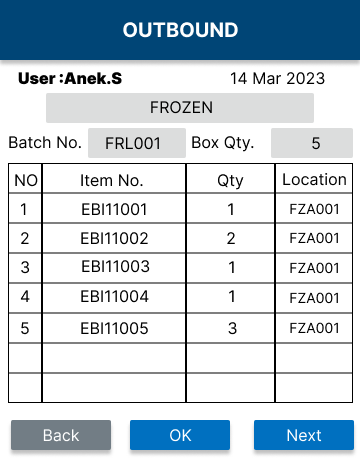 OUTBOUND
User :Anek.S 14 Mar 2023
FROZEN
Batch No. FRL001 Box Qty. 5
NO Item No. Qty Location
1 EBI11001 1 FZA001
2 EBI11002 2 FZA001
3 EBI11003 1 FZA001
4 EBI11004 1 FZA001
5 EBI11005 3 FZA001
Back OK Next